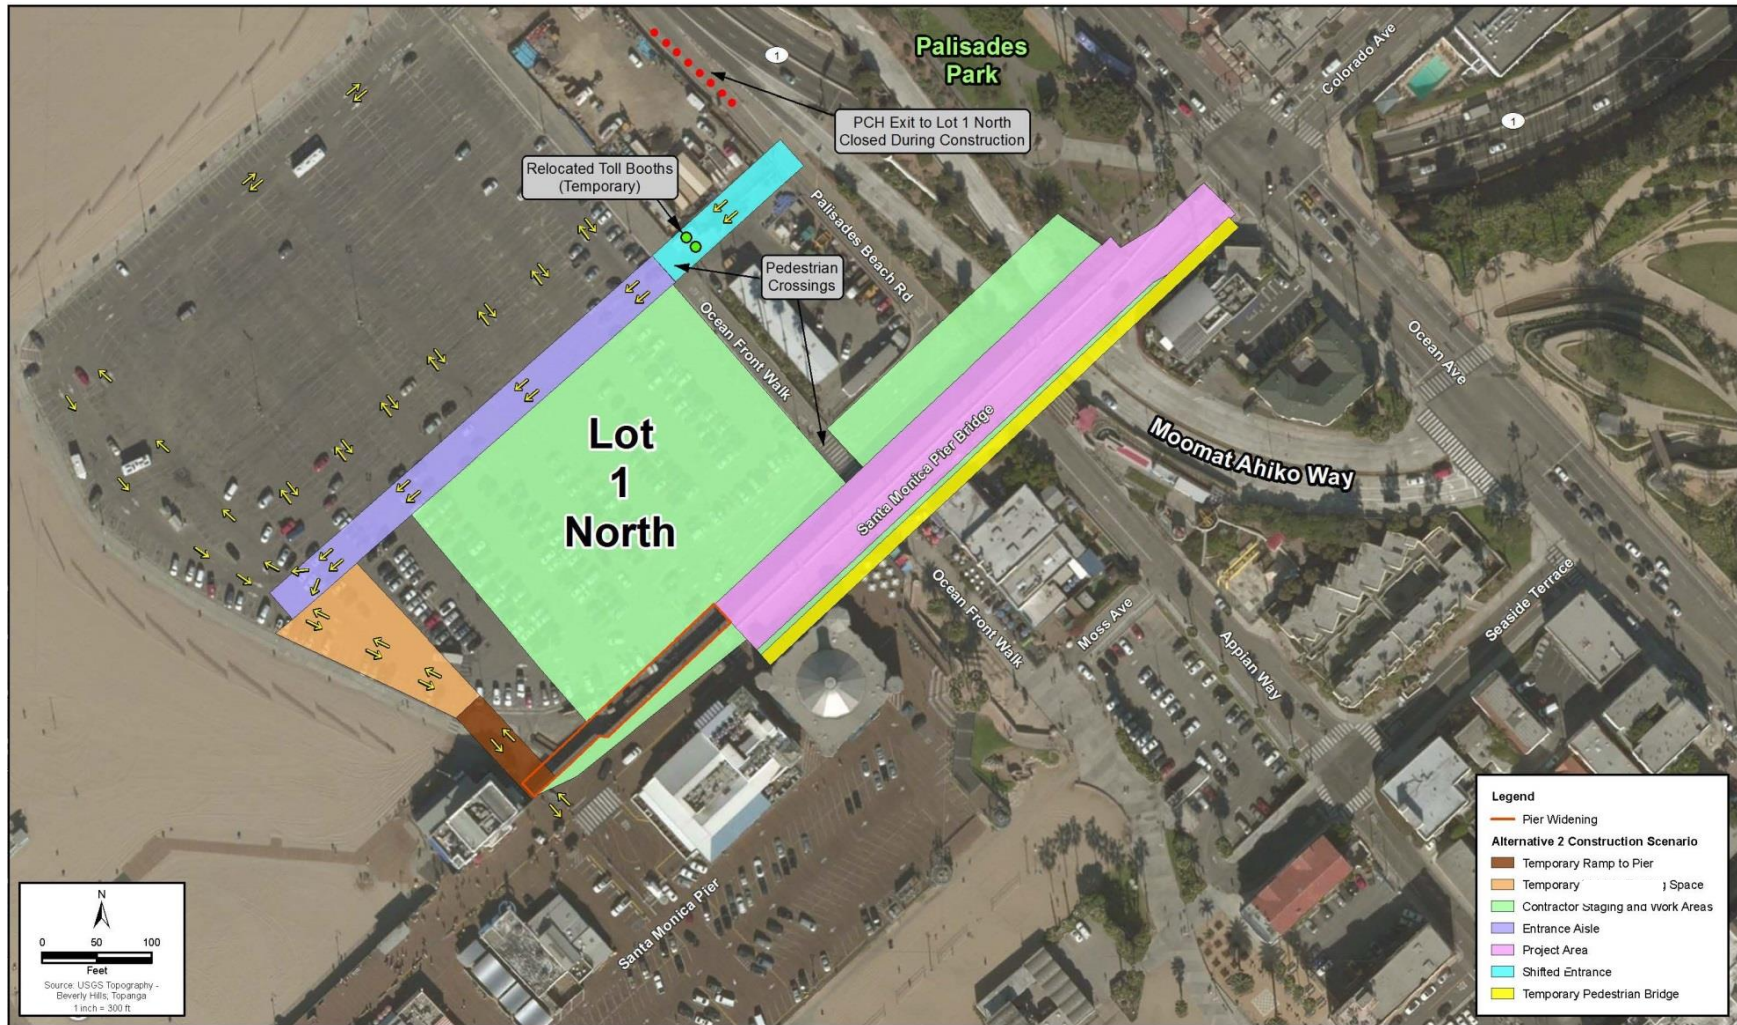 Palisades
Park
1
Colorado Ave
1
PCH Exit to Lot 1 North
Closed During Construction
Relocated Toll Booths
(Temporary)
Palisades Beach Rd
Pedestrian
Crossings
Ocean Front Walk
Ocean Ave
Lot
1
North
Santa Monica Pier Bridge
Moomat Ahiko Way
Ocean Front Walk
Moss Ave
Appian Way
Seaside Terrace
Santa Monica Pier
N
0 50 100
Feet
Source: USGS Topography -
Beverly Hills, Topanga
1 inch = 300 ft
Legend
Pier Widening
Alternative 2 Construction Scenario
Temporary Ramp to Pier
Temporary Space
Contractor Staging and Work Areas
Entrance Aisle
Project Area
Shifted Entrance
Temporary Pedestrian Bridge